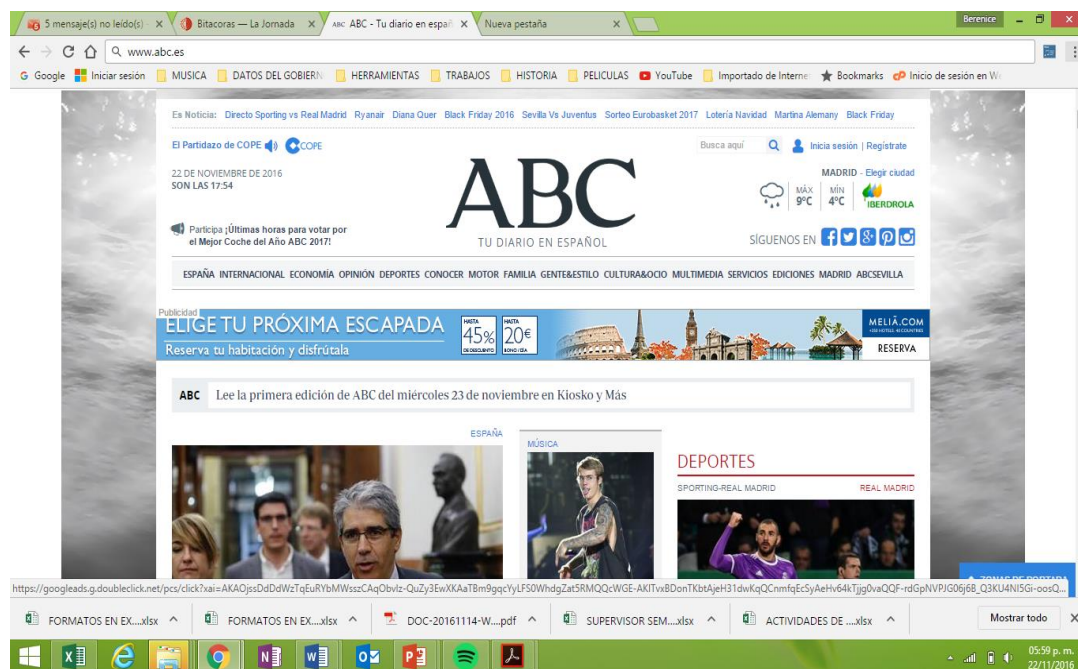 5 mensaje(s) no leído(s) -
Bitacoras — La Jornada
ABC ABC - Tu diario en españ
Nueva pestaña
Berenice
www.abc.es
Google
Iniciar sesión
MUSICA
DATOS DEL GOBIERN
HERRAMIENTAS
TRABAJOS
HISTORIA
PELICULAS
YouTube
Importado de Interne
Bookmarks
Inicio de sesión en W
Es Noticia: Directo Sporting vs Real Madrid Ryanair Diana Quer Black Friday 2016 Sevilla Vs Juventus Sorteo Eurobasket 2017 Lotería Navidad Martina Alemany Black Friday
El Partidazo de COPE COPE
Busca aquí
Inicia sesión | Regístrate
22 DE NOVIEMBRE DE 2016
SON LAS 17:54
ABC
TU DIARIO EN ESPAÑOL
MADRID - Elegir ciudad
MÁX MÍN
9ºC 4ºC
IBERDROLA
Participa ¡Últimas horas para votar por
el Mejor Coche del Año ABC 2017!
SÍGUENOS EN
ESPAÑA INTERNACIONAL ECONOMÍA OPINIÓN DEPORTES CONOCER MOTOR FAMILIA GENTE&ESTILO CULTURA&OCIO MULTIMEDIA SERVICIOS EDICIONES MADRID ABCSEVILLA
Publicidad
ELIGE TU PRÓXIMA ESCAPADA
Reserva tu habitación y disfrútala
HASTA
45%
DE DESCUENTO
HASTA
20€
BONO / DÍA
MELIÃ.COM
RESERVA
ABC Lee la primera edición de ABC del miércoles 23 de noviembre en Kiosko y Más
ESPAÑA
MÚSICA
DEPORTES
SPORTING-REAL MADRID
REAL MADRID
ZONAS DE PORTADA
FORMATOS EN EX....xlsx
FORMATOS EN EX....xlsx
DOC-20161114-W....pdf
SUPERVISOR SEM....xlsx
ACTIVIDADES DE ....xlsx
Mostrar todo
05:59 p. m.
22/11/2016